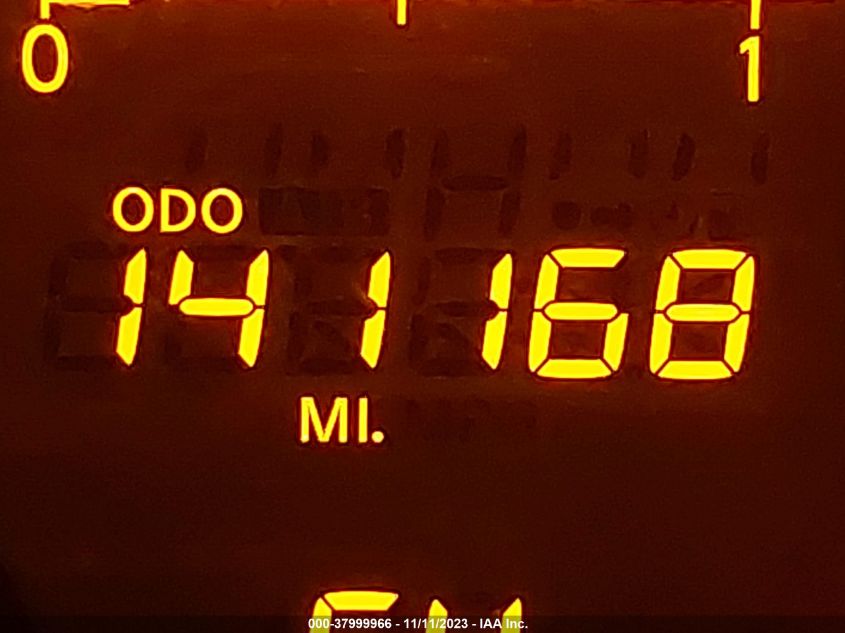 0 1
ODO
141168
MI.
000-37999966 - 11/11/2023 - IAA Inc.